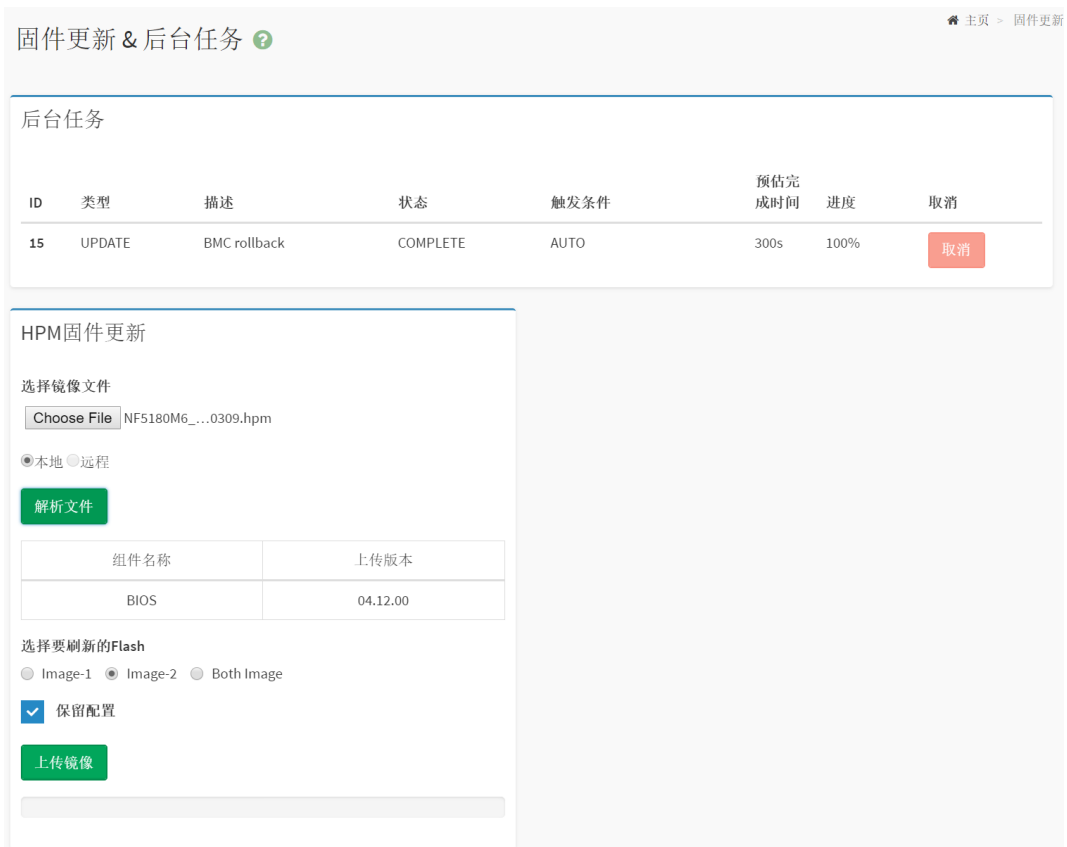 主页 > 固件更新
固件更新 & 后台任务
后台任务
ID 类型 描述 状态 触发条件 预估完成时间 进度 取消
15 UPDATE BMC rollback COMPLETE AUTO 300s 100% 取消
HPM固件更新
选择镜像文件
Choose File NF5180M6_...0309.hpm
本地 远程
解析文件
组件名称 上传版本
BIOS 04.12.00
选择要刷新的Flash
Image-1 Image-2 Both Image
保留配置
上传镜像